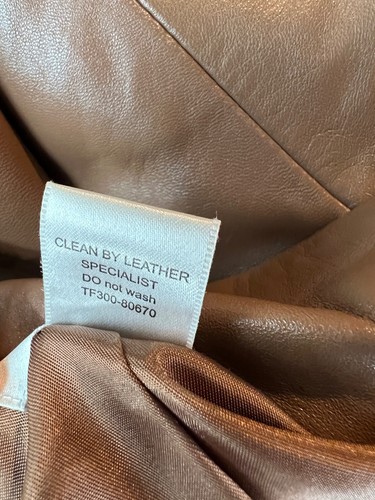 CLEAN BY LEATHER
SPECIALIST
DO not wash
TF300-80670